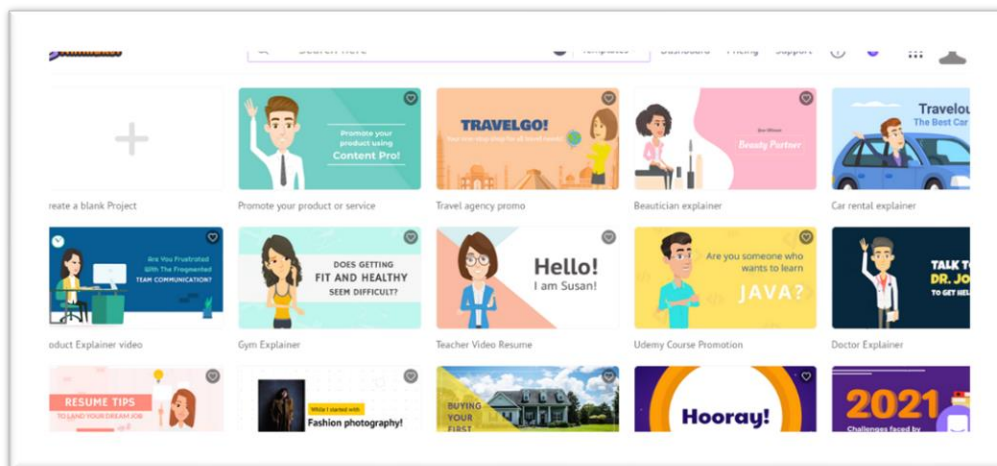 Templates
Dashboard
Pricing
Support
Promote your
product using
Content Pro!
TRAVELGO!
Beauty Partner
Travelou
The Best Car
reate a blank Project
Promote your product or service
Travel agency promo
Beautician explainer
Car rental explainer
Are You Frustrated
With The Fragmented
TEAM COMMUNICATION?
DOES GETTING
FIT AND HEALTHY
SEEM DIFFICULT?
Hello!
I am Susan!
Are you someone who
wants to learn
JAVA?
TALK T
DR. JO
TO GET HEL
oduct Explainer video
Gym Explainer
Teacher Video Resume
Udemy Course Promotion
Doctor Explainer
RESUME TIPS
TO LAND YOUR DREAM JOB
While I started with
Fashion photography!
BUYING
YOUR
FIRST
Hooray!
2021
Challenges faced by